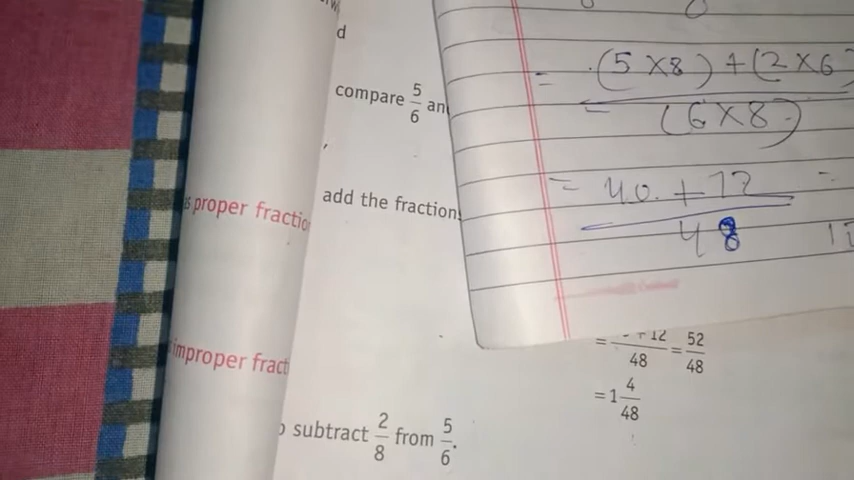 d
compare 5/6 an
,
proper fractio
add the fraction
improper fract
subtract 2/8 from 5/6.
= (5 × 8) + (2 × 6)
(6 × 8)
= 40 + 12
48
+ 12/48 = 52/48
= 1 4/48